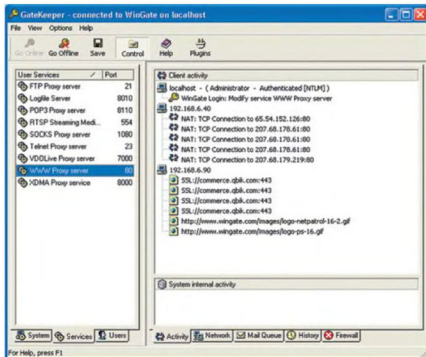 GateKeeper - connected to WinGate on localhost
File View Options Help
Go Online Go Offline Save Control Help Plugins
User Services / Port
FTP Proxy server 21
Logfile Server 8010
POP3 Proxy server 8110
RTSP Streaming Medi... 554
SOCKS Proxy server 1080
Telnet Proxy server 23
VDOLive Proxy server 7000
WWW Proxy server 80
XDMA Proxy service 8000
System Services Users
Client activity
localhost - ( Administrator - Authenticated [NTLM] )
WinGate Login: Modify service WWW Proxy server
192.168.6.40
NAT: TCP Connection to 65.54.152.126:80
NAT: TCP Connection to 207.68.178.61:80
NAT: TCP Connection to 207.68.178.61:80
NAT: TCP Connection to 207.68.178.61:80
NAT: TCP Connection to 207.68.179.219:80
192.168.6.90
SSL://commerce.qbik.com:443
SSL://commerce.qbik.com:443
SSL://commerce.qbik.com:443
SSL://commerce.qbik.com:443
http://www.wingate.com/images/logo-netpatrol-16-2.gif
http://www.wingate.com/images/logo-ps-16.gif
System internal activity
Activity Network Mail Queue History Firewall
For Help, press F1